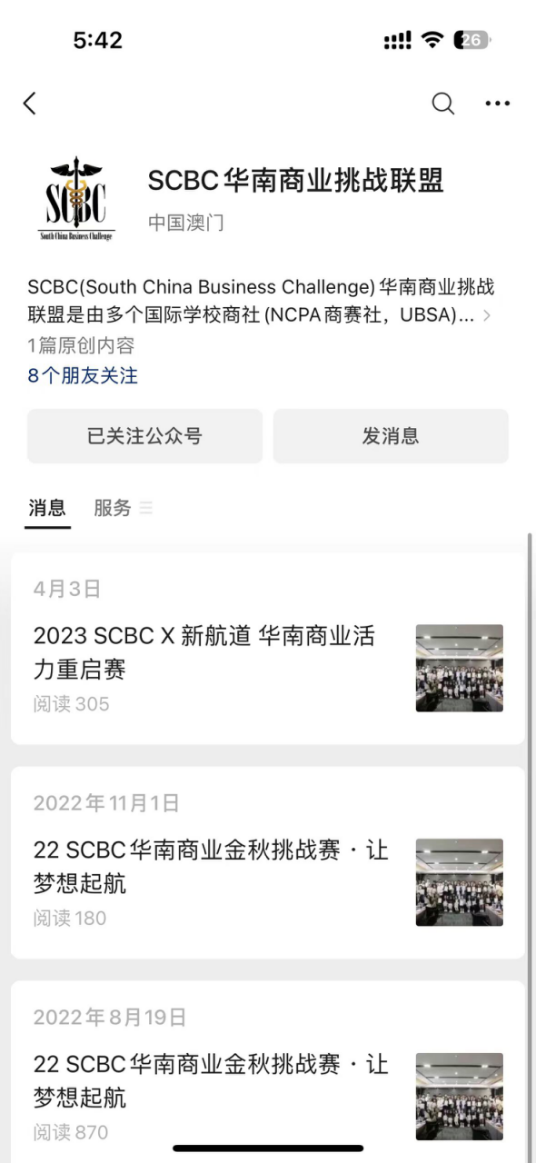 5:42
26
SCBC
South China Business Challenge
SCBC华南商业挑战联盟
中国澳门
SCBC(South China Business Challenge)华南商业挑战
联盟是由多个国际学校商社(NCPA商赛社，UBSA)...
1篇原创内容
8个朋友关注
已关注公众号
发消息
消息
服务
4月3日
2023 SCBC X 新航道 华南商业活
力重启赛
阅读 305
2022年11月1日
22 SCBC华南商业金秋挑战赛·让
梦想起航
阅读 180
2022年8月19日
22 SCBC华南商业金秋挑战赛·让
梦想起航
阅读 870